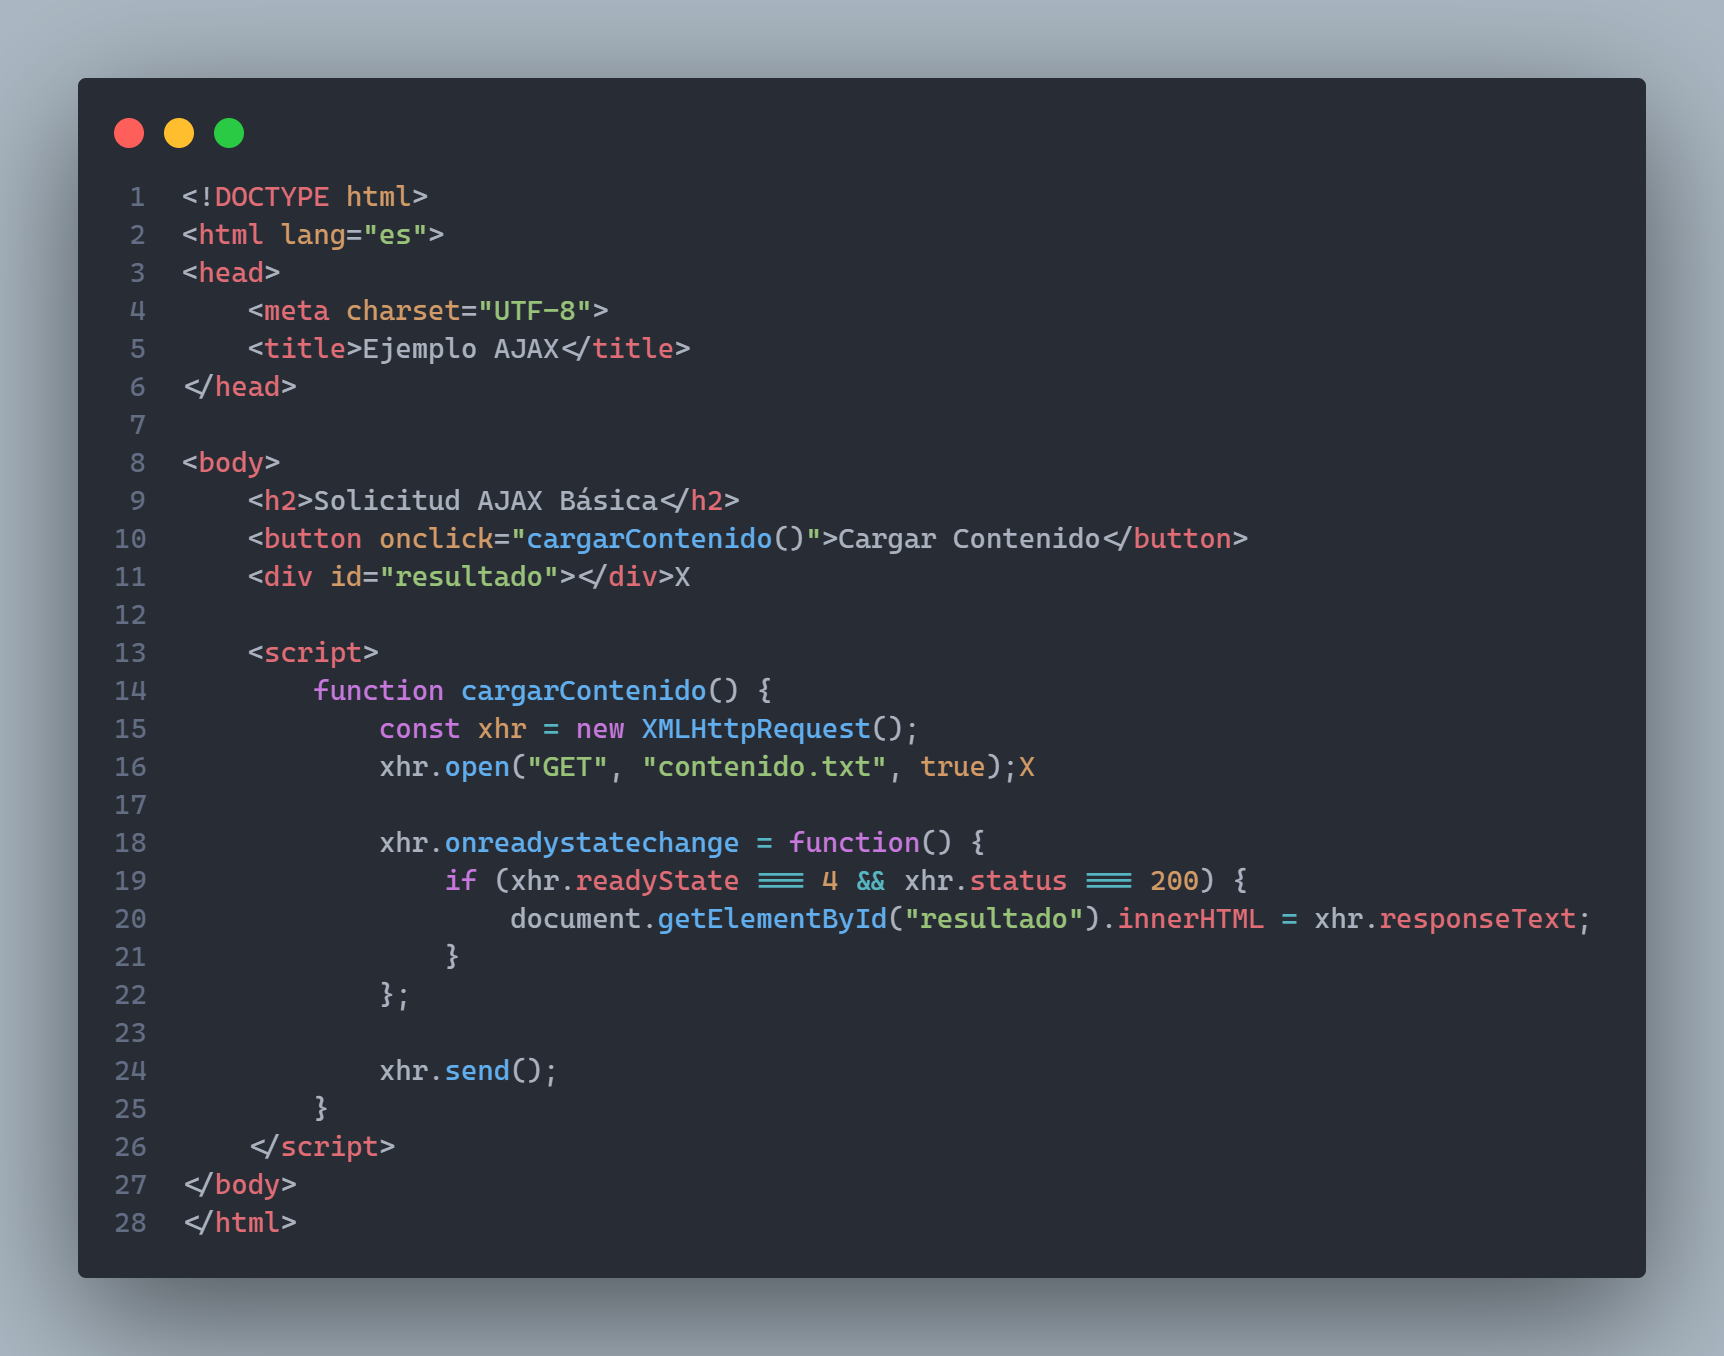 1 <!DOCTYPE html>
2 <html lang="es">
3 <head>
4     <meta charset="UTF-8">
5     <title>Ejemplo AJAX</title>
6 </head>
7
8 <body>
9     <h2>Solicitud AJAX Básica</h2>
10     <button onclick="cargarContenido()">Cargar Contenido</button>
11     <div id="resultado"></div>X
12
13     <script>
14         function cargarContenido() {
15             const xhr = new XMLHttpRequest();
16             xhr.open("GET", "contenido.txt", true);X
17
18             xhr.onreadystatechange = function() {
19                 if (xhr.readyState === 4 && xhr.status === 200) {
20                     document.getElementById("resultado").innerHTML = xhr.responseText;
21                 }
22             };
23
24             xhr.send();
25         }
26     </script>
27 </body>
28 </html>